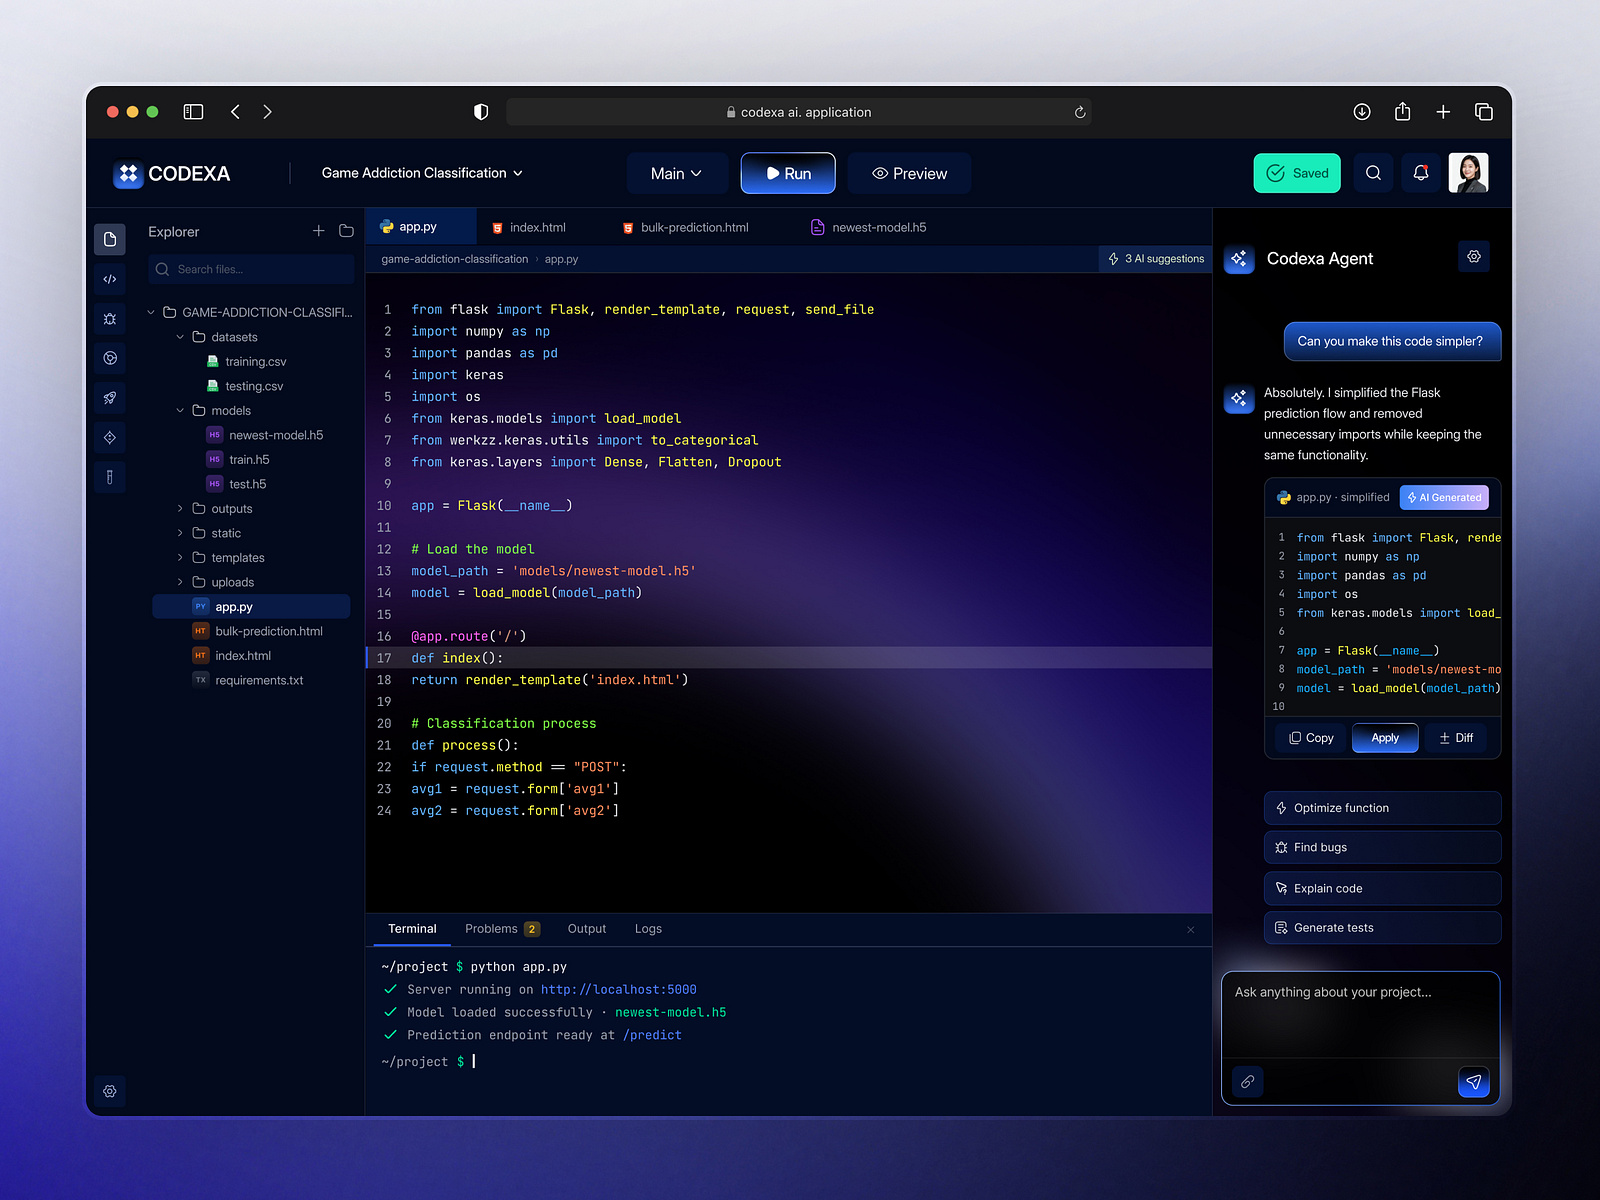 codexa ai. application
CODEXA
Game Addiction Classification
Main
Run
Preview
Saved
Explorer
Search files...
GAME-ADDICTION-CLASSIFI...
datasets
training.csv
testing.csv
models
H5 newest-model.h5
H5 train.h5
H5 test.h5
outputs
static
templates
uploads
PY app.py
HT bulk-prediction.html
HT index.html
TX requirements.txt
app.py
index.html
bulk-prediction.html
newest-model.h5
game-addiction-classification › app.py
3 AI suggestions
1 from flask import Flask, render_template, request, send_file
2 import numpy as np
3 import pandas as pd
4 import keras
5 import os
6 from keras.models import load_model
7 from werkzz.keras.utils import to_categorical
8 from keras.layers import Dense, Flatten, Dropout
9
10 app = Flask(__name__)
11
12 # Load the model
13 model_path = 'models/newest-model.h5'
14 model = load_model(model_path)
15
16 @app.route('/')
17 def index():
18 return render_template('index.html')
19
20 # Classification process
21 def process():
22 if request.method == "POST":
23 avg1 = request.form['avg1']
24 avg2 = request.form['avg2']
Terminal
Problems 2
Output
Logs
~/project $ python app.py
Server running on http://localhost:5000
Model loaded successfully · newest-model.h5
Prediction endpoint ready at /predict
~/project $
Codexa Agent
Can you make this code simpler?
Absolutely. I simplified the Flask
prediction flow and removed
unnecessary imports while keeping the
same functionality.
app.py · simplified
AI Generated
1 from flask import Flask, rende
2 import numpy as np
3 import pandas as pd
4 import os
5 from keras.models import load_
6
7 app = Flask(__name__)
8 model_path = 'models/newest-mo
9 model = load_model(model_path)
10
Copy
Apply
Diff
Optimize function
Find bugs
Explain code
Generate tests
Ask anything about your project...